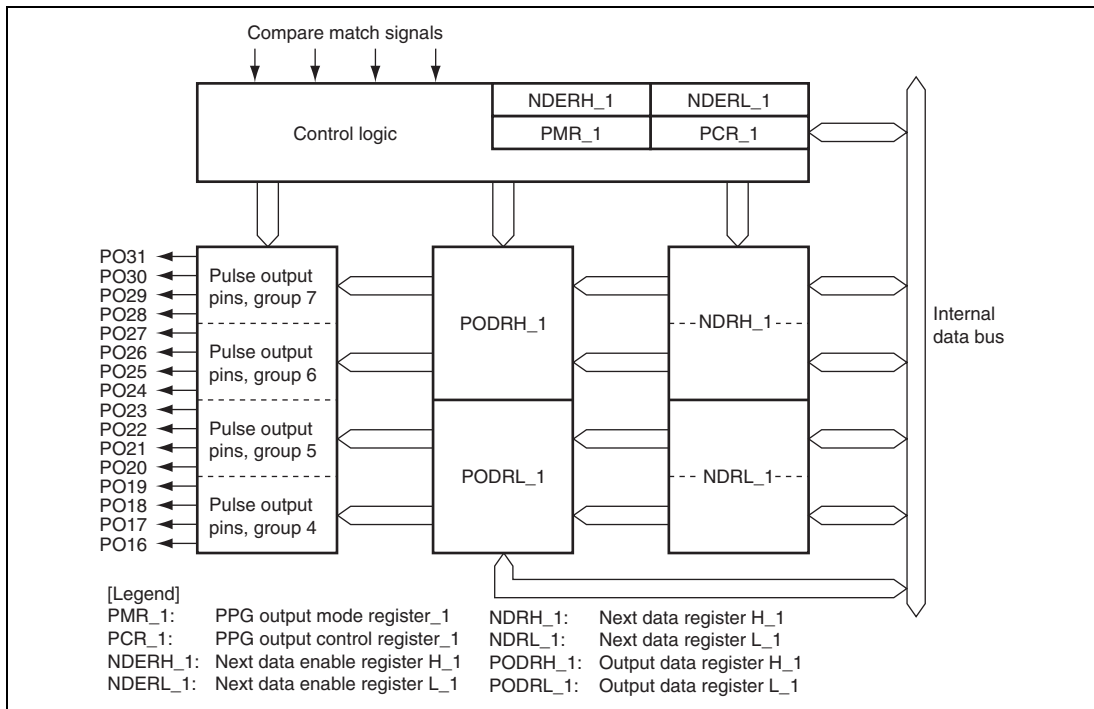 Compare match signals
Control logic
NDERH_1
NDERL_1
PMR_1
PCR_1
PO31
PO30
PO29
PO28
PO27
PO26
PO25
PO24
PO23
PO22
PO21
PO20
PO19
PO18
PO17
PO16
Pulse output
pins, group 7
Pulse output
pins, group 6
Pulse output
pins, group 5
Pulse output
pins, group 4
PODRH_1
PODRL_1
NDRH_1
NDRL_1
Internal
data bus
[Legend]
PMR_1: PPG output mode register_1
PCR_1: PPG output control register_1
NDERH_1: Next data enable register H_1
NDERL_1: Next data enable register L_1
NDRH_1: Next data register H_1
NDRL_1: Next data register L_1
PODRH_1: Output data register H_1
PODRL_1: Output data register L_1